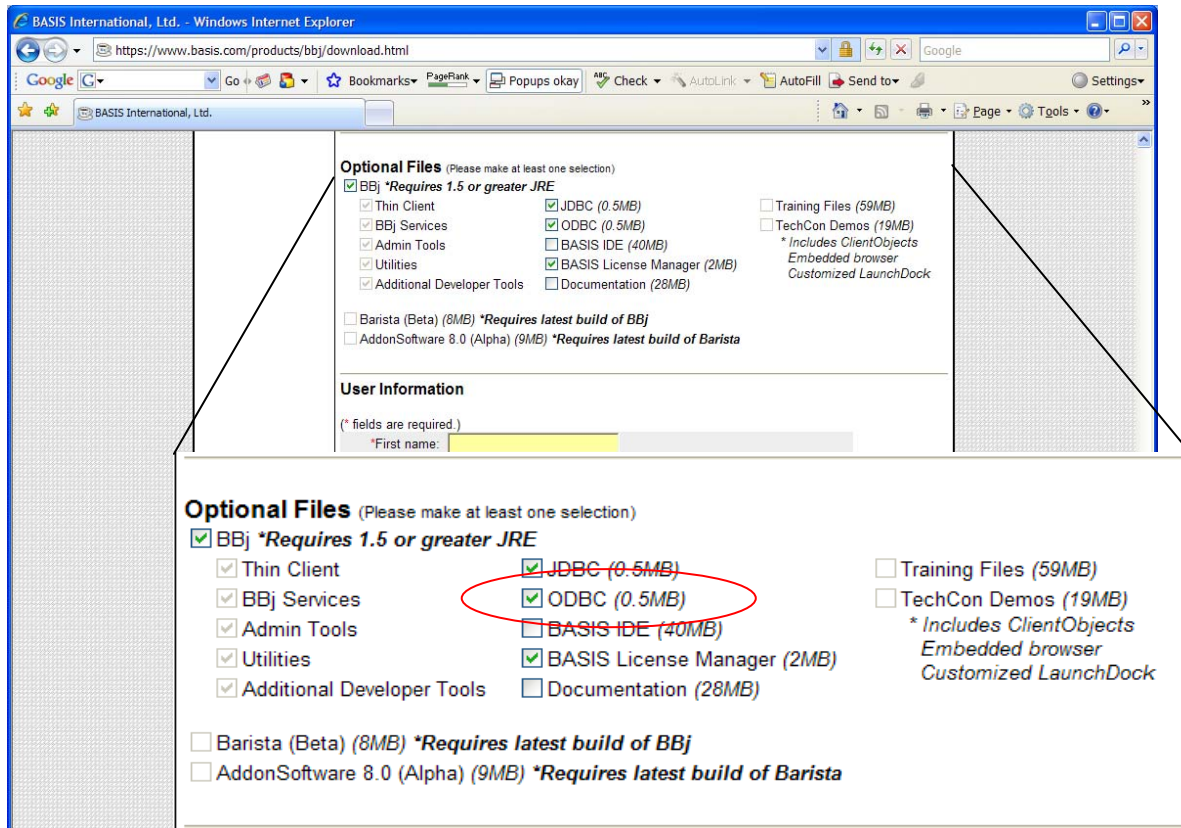 BASIS International, Ltd. - Windows Internet Explorer
https://www.basis.com/products/bbj/download.html Google
Google G Go Bookmarks PageRank Popups okay ABC Check AutoLink AutoFill Send to Settings
BASIS International, Ltd. Page Tools »
Optional Files (Please make at least one selection)
BBj *Requires 1.5 or greater JRE
Thin Client JDBC (0.5MB) Training Files (59MB)
BBj Services ODBC (0.5MB) TechCon Demos (19MB)
Admin Tools BASIS IDE (40MB) * Includes ClientObjects
Utilities BASIS License Manager (2MB) Embedded browser
Additional Developer Tools Documentation (28MB) Customized LaunchDock
Barista (Beta) (8MB) *Requires latest build of BBj
AddonSoftware 8.0 (Alpha) (9MB) *Requires latest build of Barista
User Information
(* fields are required.)
*First name:
Optional Files (Please make at least one selection)
BBj *Requires 1.5 or greater JRE
Thin Client JDBC (0.5MB) Training Files (59MB)
BBj Services ODBC (0.5MB) TechCon Demos (19MB)
Admin Tools BASIS IDE (40MB) * Includes ClientObjects
Utilities BASIS License Manager (2MB) Embedded browser
Additional Developer Tools Documentation (28MB) Customized LaunchDock
Barista (Beta) (8MB) *Requires latest build of BBj
AddonSoftware 8.0 (Alpha) (9MB) *Requires latest build of Barista